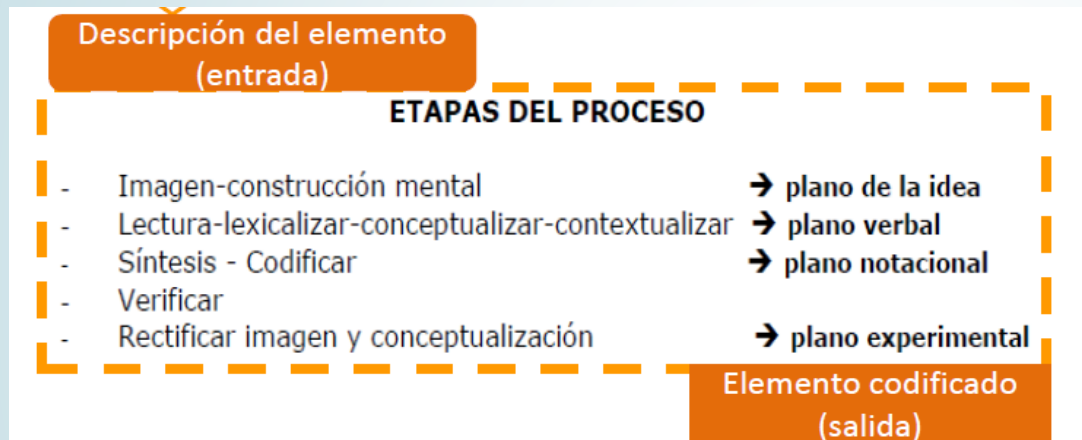 Descripción del elemento
(entrada)
ETAPAS DEL PROCESO
- Imagen-construcción mental → plano de la idea
- Lectura-lexicalizar-conceptualizar-contextualizar → plano verbal
- Síntesis - Codificar → plano notacional
- Verificar
- Rectificar imagen y conceptualización → plano experimental
Elemento codificado
(salida)